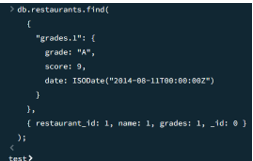 > db.restaurants.find(
{
"grades.1": {
grade: "A",
score: 9,
date: ISODate("2014-08-11T00:00:00Z")
}
},
{ restaurant_id: 1, name: 1, grades: 1, _id: 0 }
);
<
test>